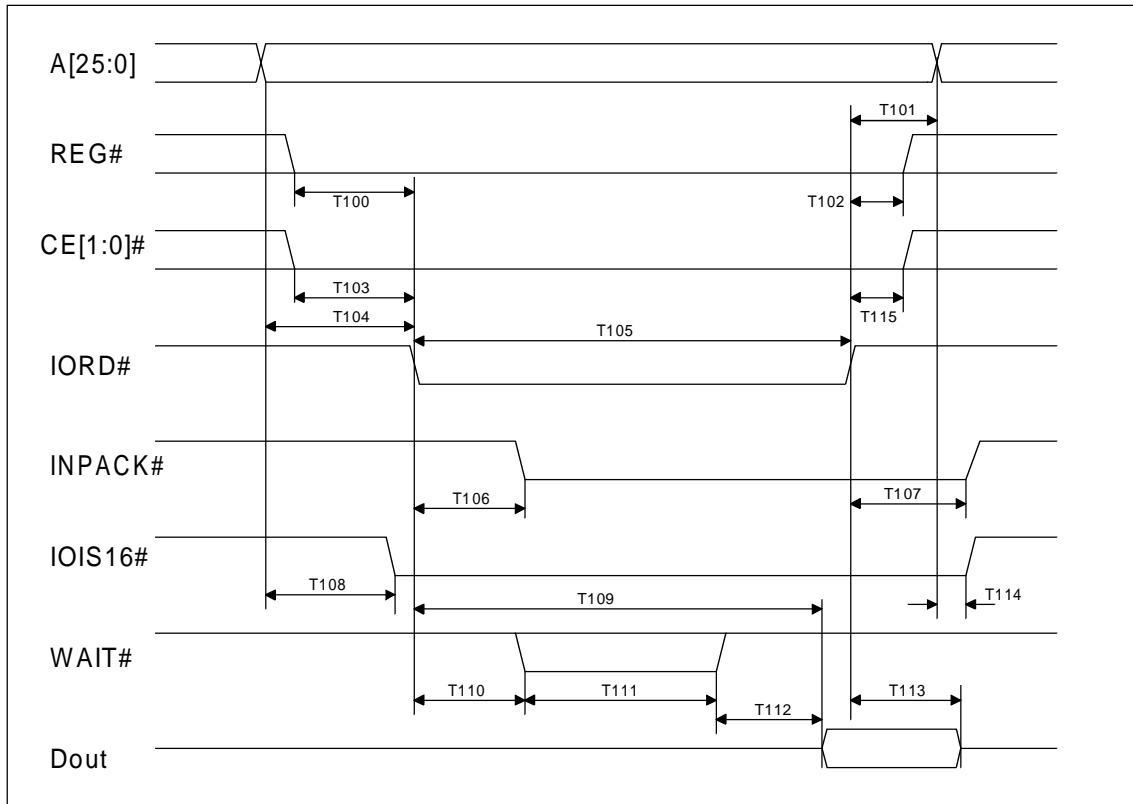 A[25:0]
T101
REG#
T100
T102
CE[1:0]#
T103
T115
T104
T105
IORD#
INPACK#
T106
T107
IOIS16#
T108
T109
T114
WAIT#
T110
T111
T113
T112
Dout